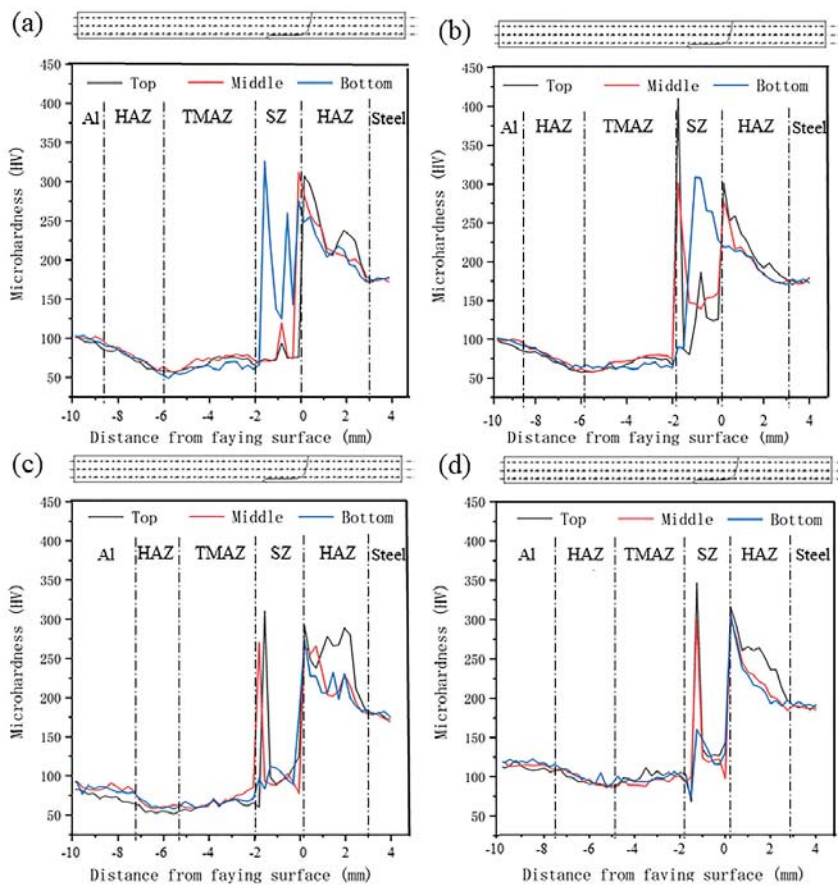 (a)
Top Middle Bottom
Al HAZ TMAZ SZ HAZ Steel
Microhardness (HV)
450
400
350
300
250
200
150
100
50
-10 -8 -6 -4 -2 0 2 4
Distance from faying surface (mm)
(b)
Top Middle Bottom
Al HAZ TMAZ SZ HAZ Steel
Microhardness (HV)
450
400
350
300
250
200
150
100
50
-10 -8 -6 -4 -2 0 2 4
Distance from faying surface (mm)
(c)
Top Middle Bottom
Al HAZ TMAZ SZ HAZ Steel
Microhardness (HV)
450
400
350
300
250
200
150
100
50
-10 -8 -6 -4 -2 0 2 4
Distance from faying surface (mm)
(d)
Top Middle Bottom
Al HAZ TMAZ SZ HAZ Steel
Microhardness (HV)
450
400
350
300
250
200
150
100
50
-10 -8 -6 -4 -2 0 2 4
Distance from faying surface (mm)